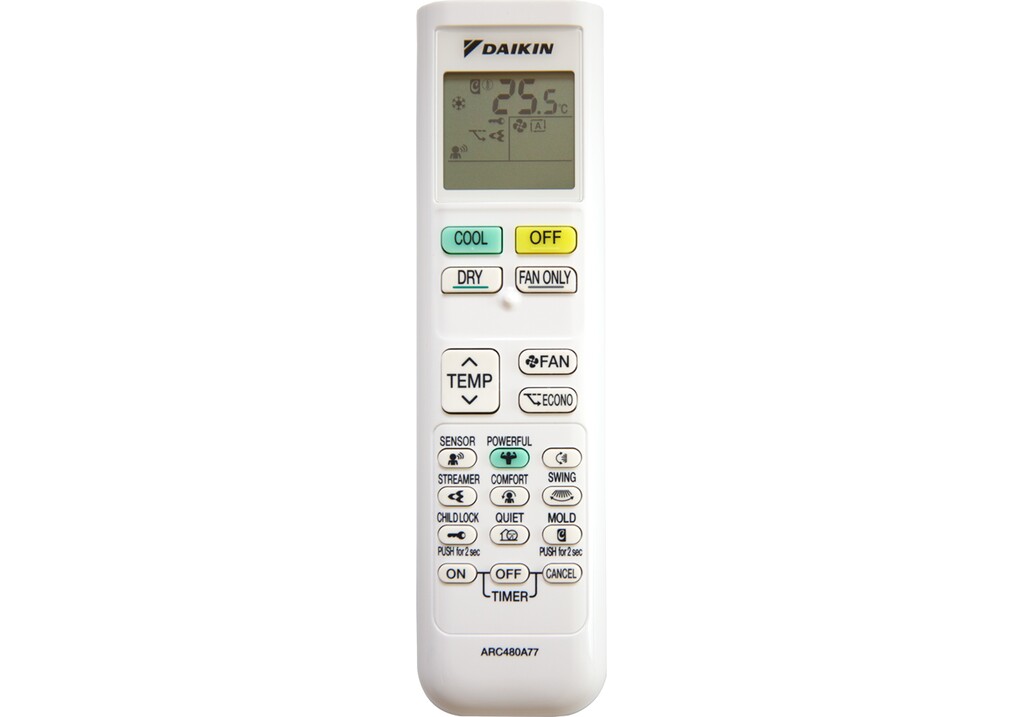 DAIKIN
25.5°C
A
COOL OFF
DRY FAN ONLY
TEMP
FAN
ECONO
SENSOR POWERFUL
STREAMER COMFORT SWING
CHILD LOCK QUIET MOLD
PUSH for 2 sec PUSH for 2 sec
ON OFF CANCEL
TIMER
ARC480A77